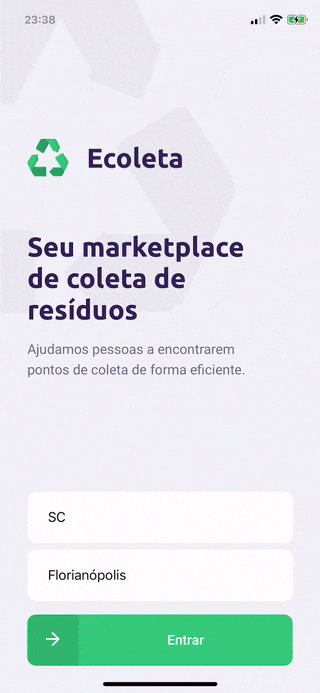 23:38
Ecoleta
Seu marketplace
de coleta de
resíduos
Ajudamos pessoas a encontrarem
pontos de coleta de forma eficiente.
SC
Florianópolis
Entrar